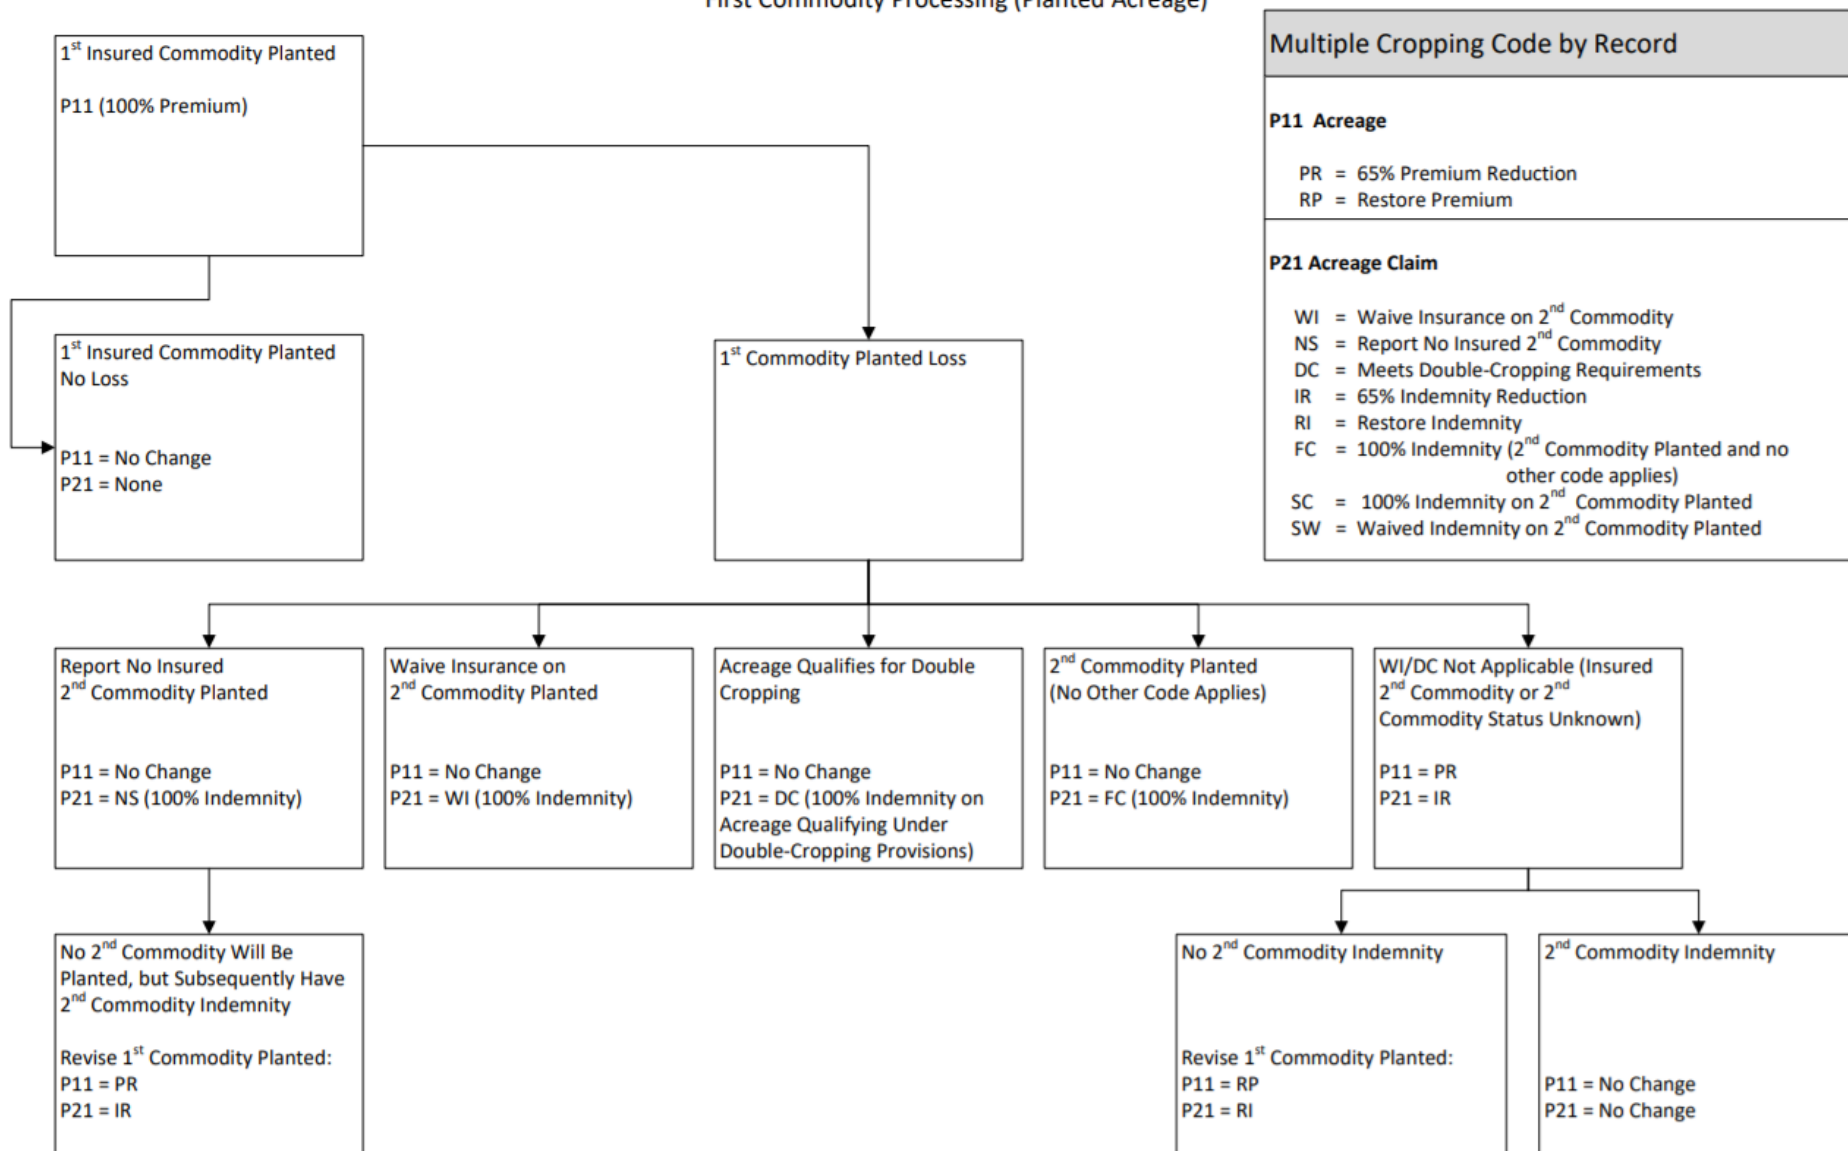 First Commodity Processing (Planted Acreage)
1st Insured Commodity Planted
P11 (100% Premium)
Multiple Cropping Code by Record
P11 Acreage
PR = 65% Premium Reduction
RP = Restore Premium
P21 Acreage Claim
WI = Waive Insurance on 2nd Commodity
NS = Report No Insured 2nd Commodity
DC = Meets Double-Cropping Requirements
IR = 65% Indemnity Reduction
RI = Restore Indemnity
FC = 100% Indemnity (2nd Commodity Planted and no
other code applies)
SC = 100% Indemnity on 2nd Commodity Planted
SW = Waived Indemnity on 2nd Commodity Planted
1st Insured Commodity Planted
No Loss
P11 = No Change
P21 = None
1st Commodity Planted Loss
Report No Insured
2nd Commodity Planted
P11 = No Change
P21 = NS (100% Indemnity)
Waive Insurance on
2nd Commodity Planted
P11 = No Change
P21 = WI (100% Indemnity)
Acreage Qualifies for Double
Cropping
P11 = No Change
P21 = DC (100% Indemnity on
Acreage Qualifying Under
Double-Cropping Provisions)
2nd Commodity Planted
(No Other Code Applies)
P11 = No Change
P21 = FC (100% Indemnity)
WI/DC Not Applicable (Insured
2nd Commodity or 2nd
Commodity Status Unknown)
P11 = PR
P21 = IR
No 2nd Commodity Will Be
Planted, but Subsequently Have
2nd Commodity Indemnity
Revise 1st Commodity Planted:
P11 = PR
P21 = IR
No 2nd Commodity Indemnity
Revise 1st Commodity Planted:
P11 = RP
P21 = RI
2nd Commodity Indemnity
P11 = No Change
P21 = No Change